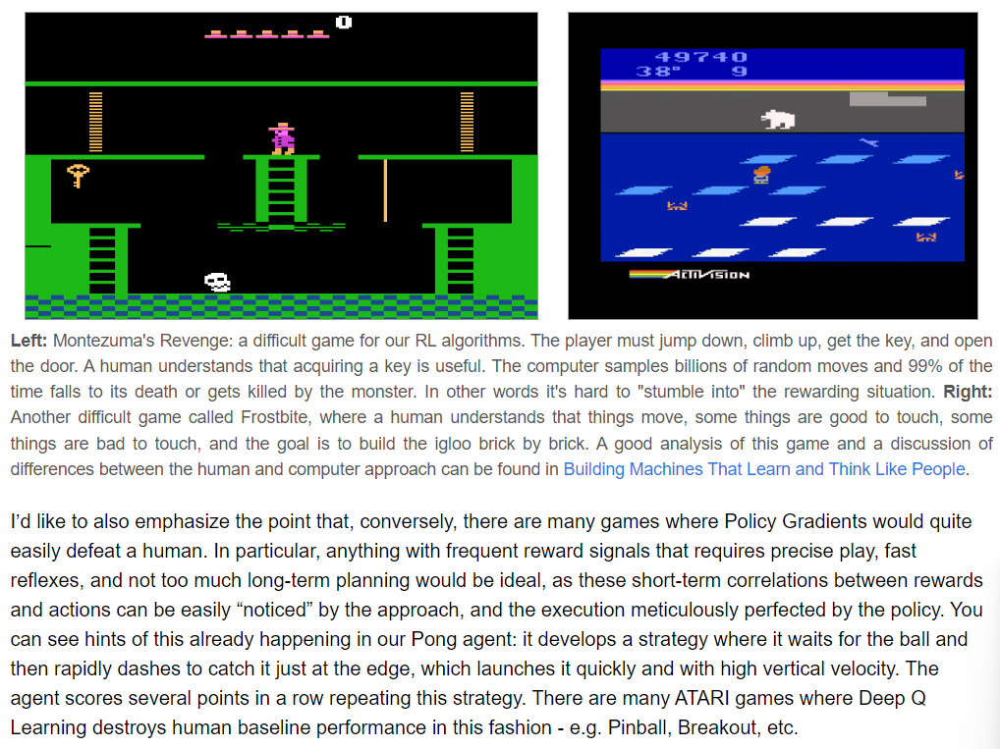 0
49740
38° 9
ACTIVISION
Left: Montezuma's Revenge: a difficult game for our RL algorithms. The player must jump down, climb up, get the key, and open
the door. A human understands that acquiring a key is useful. The computer samples billions of random moves and 99% of the
time falls to its death or gets killed by the monster. In other words it's hard to "stumble into" the rewarding situation. Right:
Another difficult game called Frostbite, where a human understands that things move, some things are good to touch, some
things are bad to touch, and the goal is to build the igloo brick by brick. A good analysis of this game and a discussion of
differences between the human and computer approach can be found in Building Machines That Learn and Think Like People.
I’d like to also emphasize the point that, conversely, there are many games where Policy Gradients would quite
easily defeat a human. In particular, anything with frequent reward signals that requires precise play, fast
reflexes, and not too much long-term planning would be ideal, as these short-term correlations between rewards
and actions can be easily “noticed” by the approach, and the execution meticulously perfected by the policy. You
can see hints of this already happening in our Pong agent: it develops a strategy where it waits for the ball and
then rapidly dashes to catch it just at the edge, which launches it quickly and with high vertical velocity. The
agent scores several points in a row repeating this strategy. There are many ATARI games where Deep Q
Learning destroys human baseline performance in this fashion - e.g. Pinball, Breakout, etc.